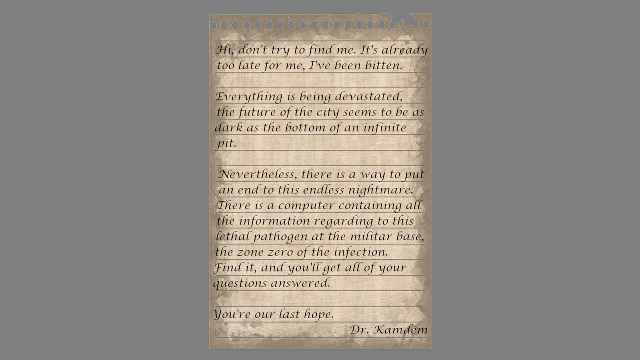 Hi, don't try to find me. It's already
too late for me, I've been bitten.
Everything is being devastated,
the future of the city seems to be as
dark as the bottom of an infinite
pit.
Nevertheless, there is a way to put
an end to this endless nightmare.
There is a computer containing all
the information regarding to this
lethal pathogen at the militar base,
the zone zero of the infection.
Find it, and you'll get all of your
questions answered.
You're our last hope.
Dr. Kamdem